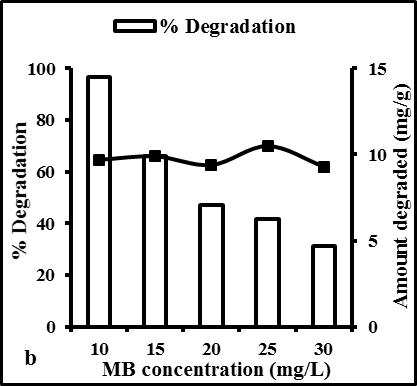 % Degradation
100
80
60
40
20
0
% Degradation
15
10
5
0
Amount degraded (mg/g)
10 15 20 25 30
MB concentration (mg/L)
b